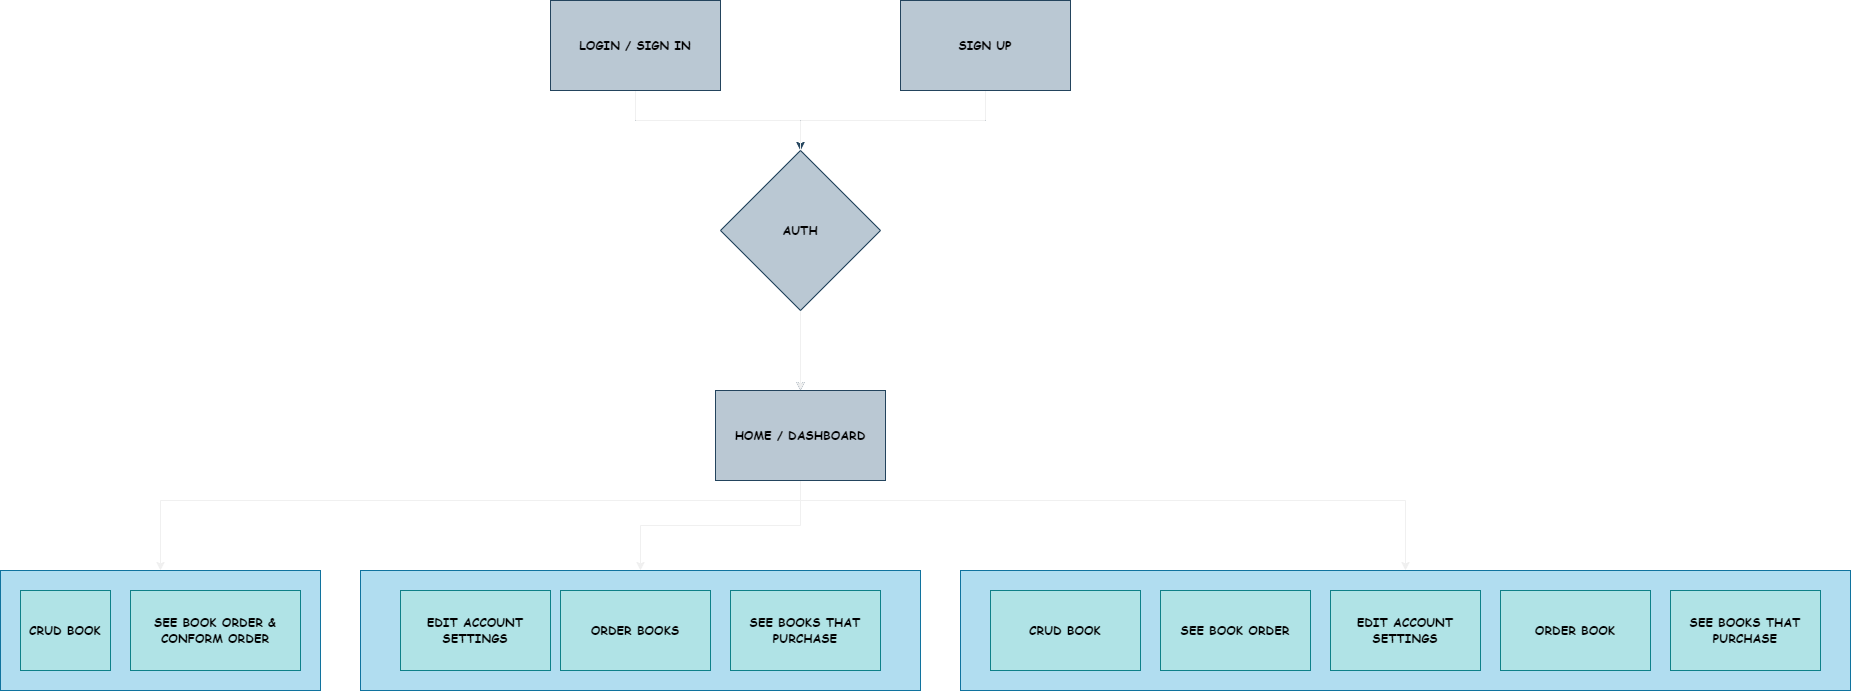 LOGIN / SIGN IN
SIGN UP
AUTH
HOME / DASHBOARD
CRUD BOOK
SEE BOOK ORDER &
CONFORM ORDER
EDIT ACCOUNT
SETTINGS
ORDER BOOKS
SEE BOOKS THAT
PURCHASE
CRUD BOOK
SEE BOOK ORDER
EDIT ACCOUNT
SETTINGS
ORDER BOOK
SEE BOOKS THAT
PURCHASE